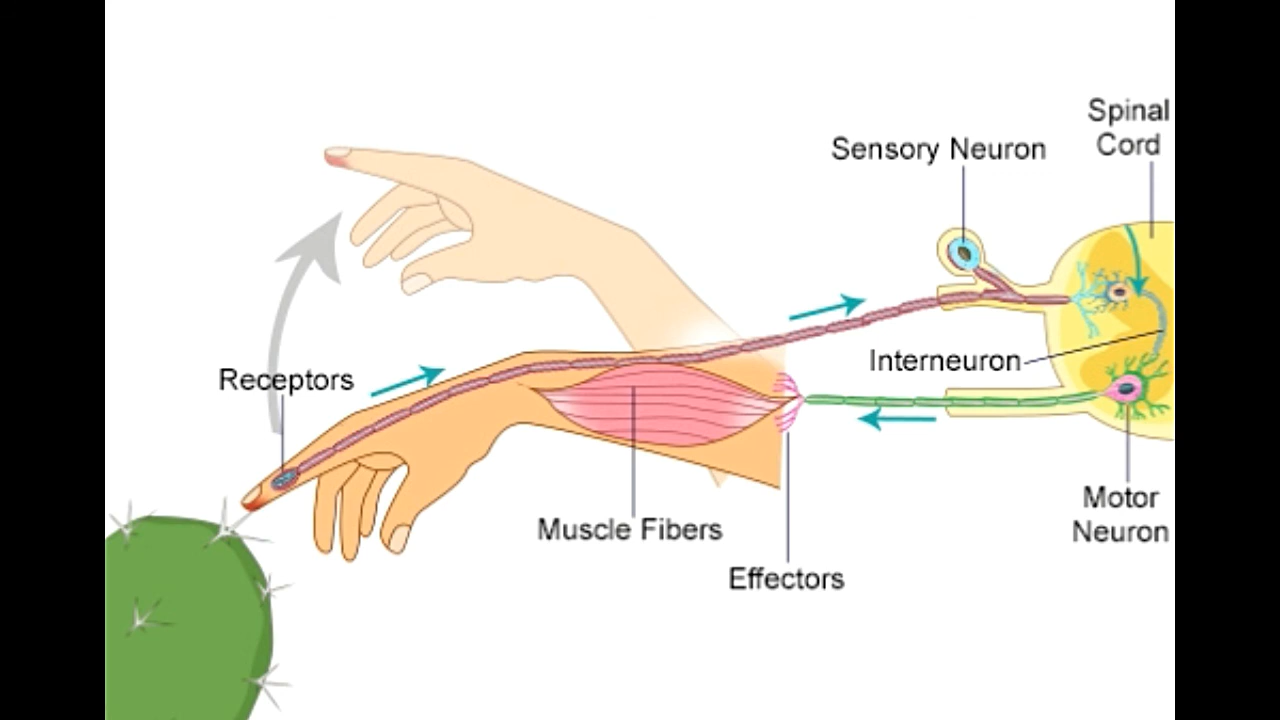 Spinal
Cord
Sensory Neuron
Interneuron
Receptors
Motor
Neuron
Muscle Fibers
Effectors